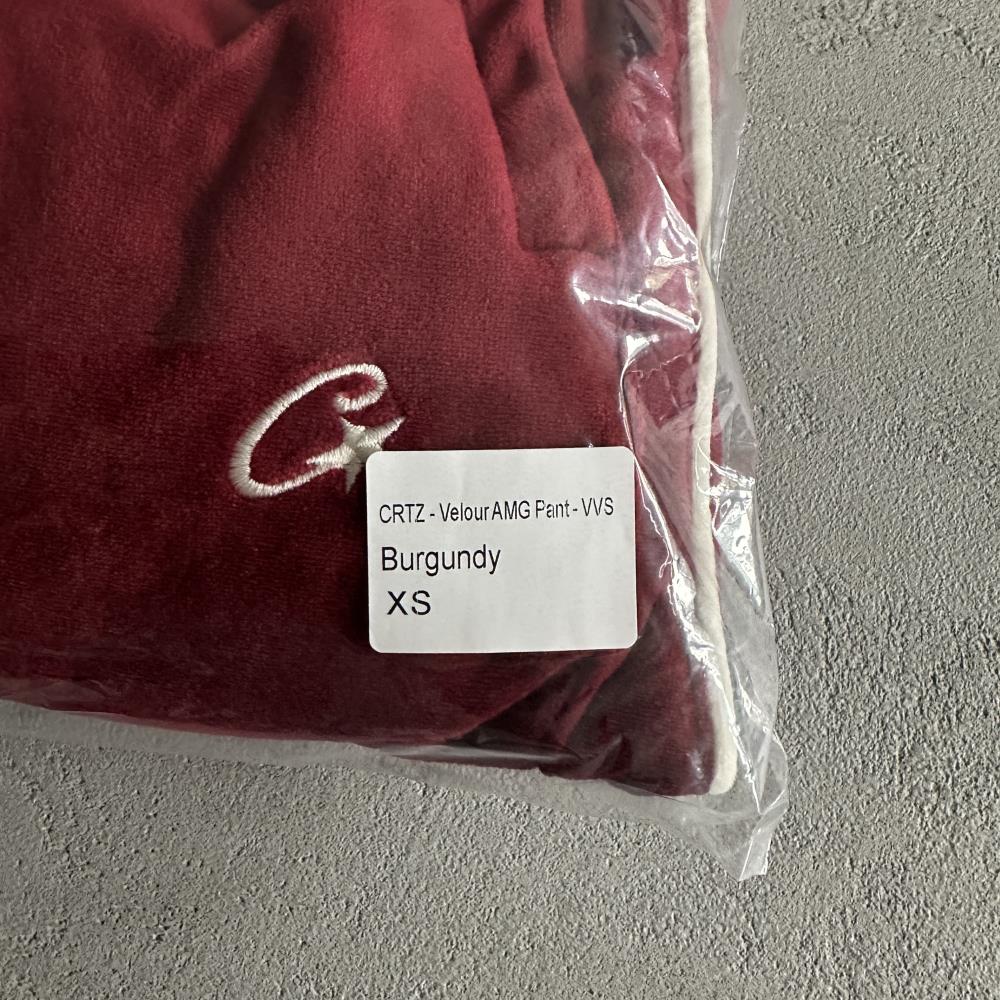 C
CRTZ - Velour AMG Pant - VVS
Burgundy
XS